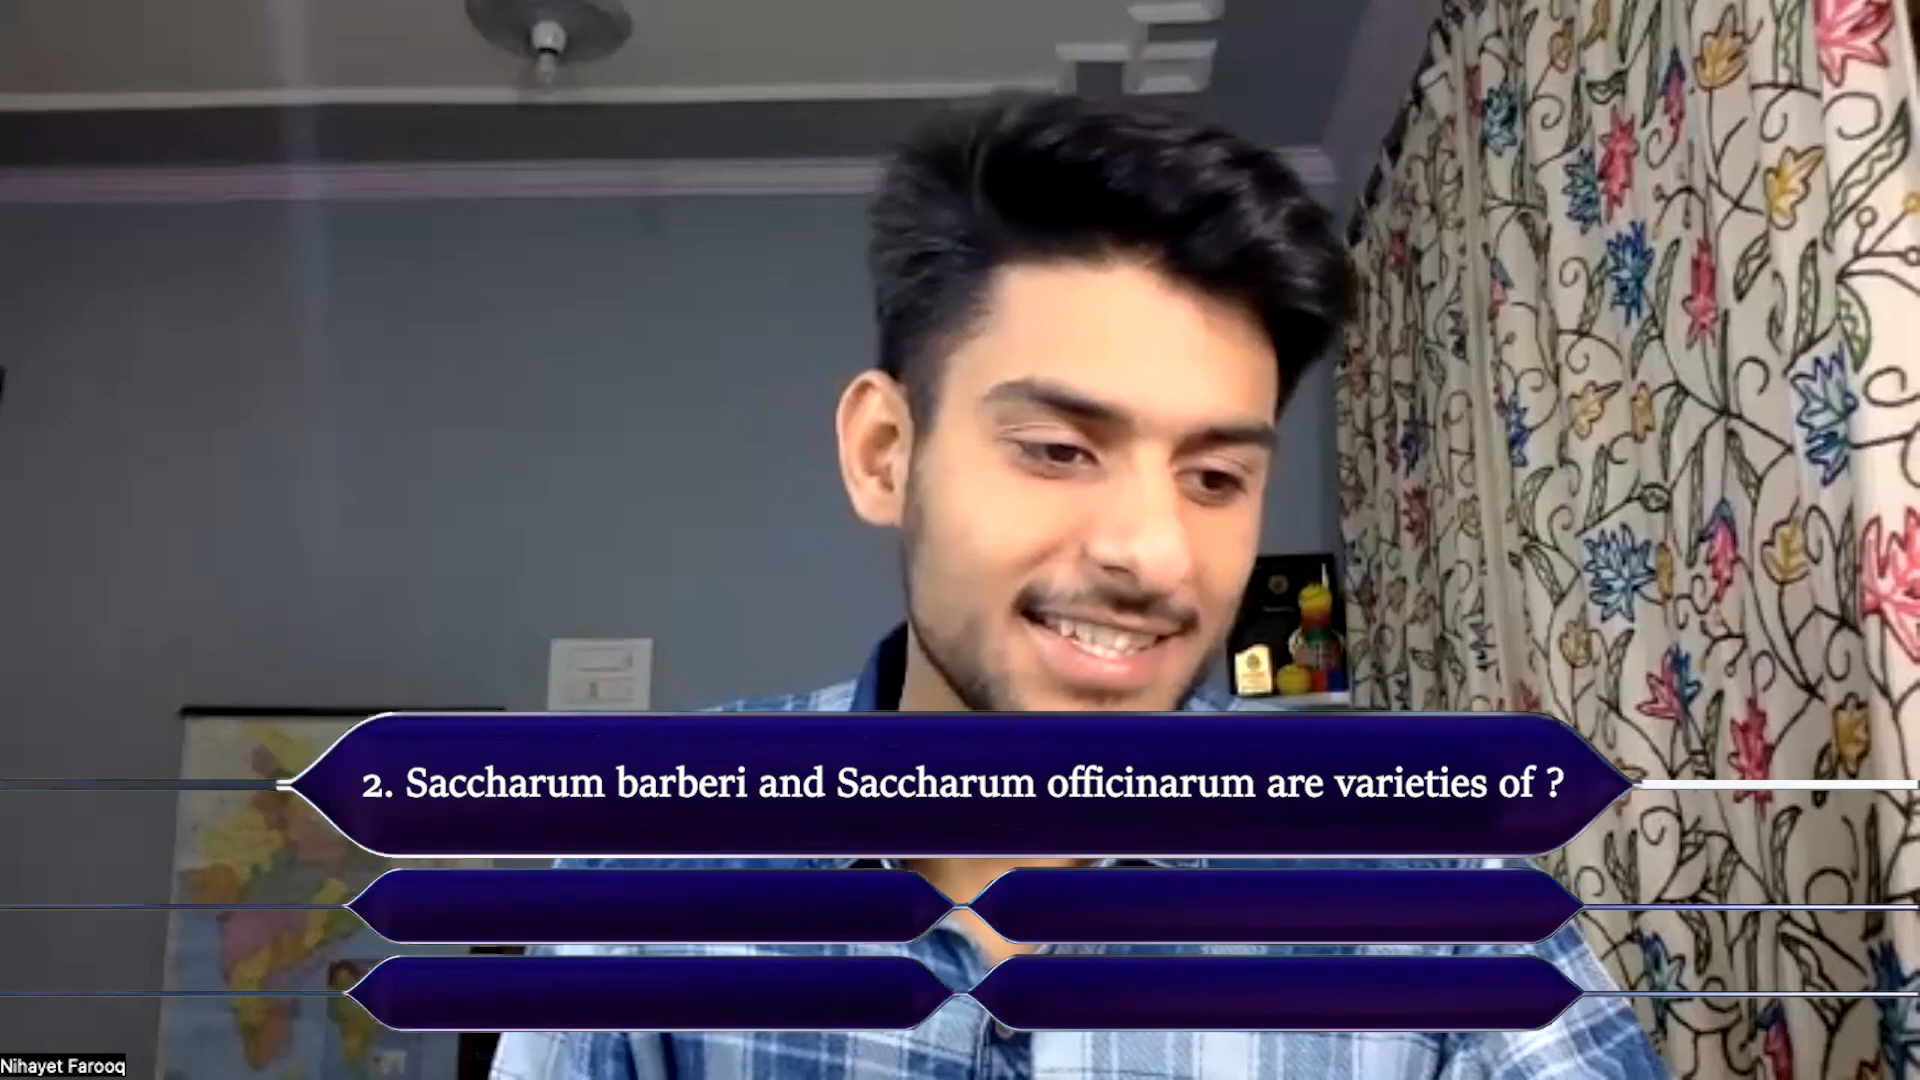 2. Saccharum barberi and Saccharum officinarum are varieties of ?
Nihayet Farooq